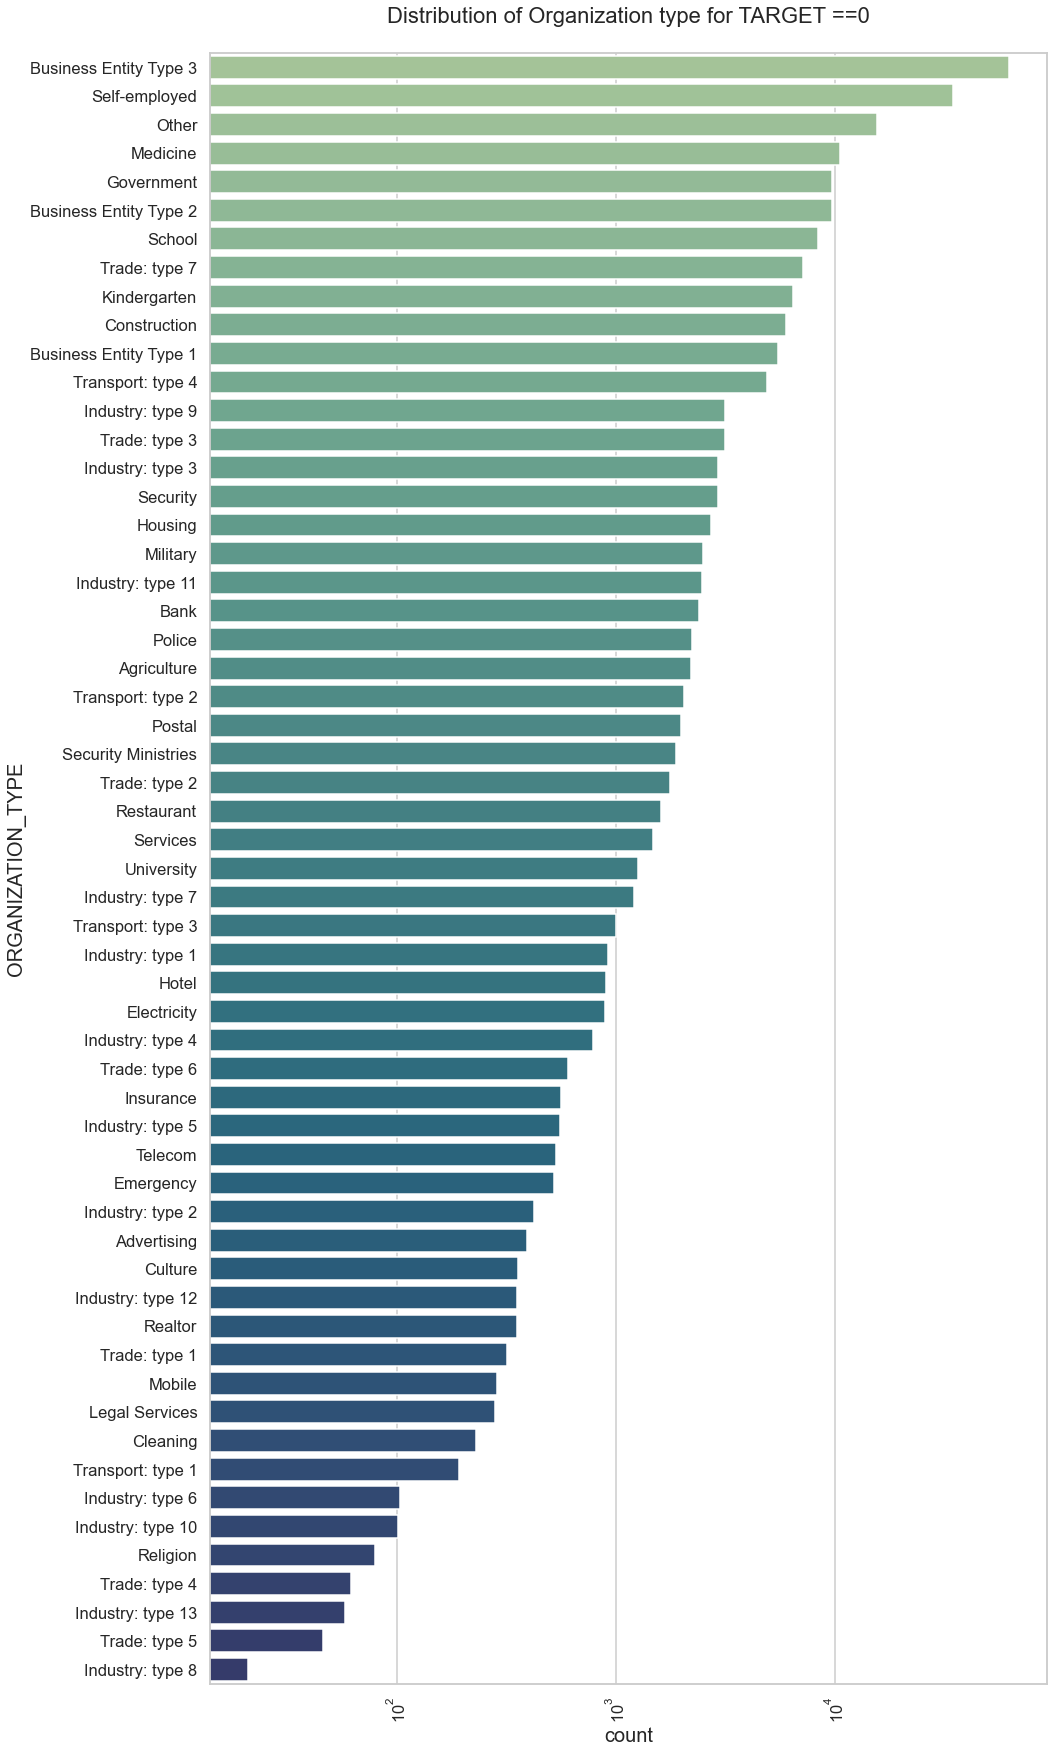 Distribution of Organization type for TARGET ==0
Business Entity Type 3
Self-employed
Other
Medicine
Government
Business Entity Type 2
School
Trade: type 7
Kindergarten
Construction
Business Entity Type 1
Transport: type 4
Industry: type 9
Trade: type 3
Industry: type 3
Security
Housing
Military
Industry: type 11
Bank
Police
Agriculture
Transport: type 2
Postal
Security Ministries
Trade: type 2
Restaurant
Services
University
Industry: type 7
Transport: type 3
Industry: type 1
Hotel
Electricity
Industry: type 4
Trade: type 6
Insurance
Industry: type 5
Telecom
Emergency
Industry: type 2
Advertising
Culture
Industry: type 12
Realtor
Trade: type 1
Mobile
Legal Services
Cleaning
Transport: type 1
Industry: type 6
Industry: type 10
Religion
Trade: type 4
Industry: type 13
Trade: type 5
Industry: type 8
ORGANIZATION_TYPE
10²
10³
10⁴
count